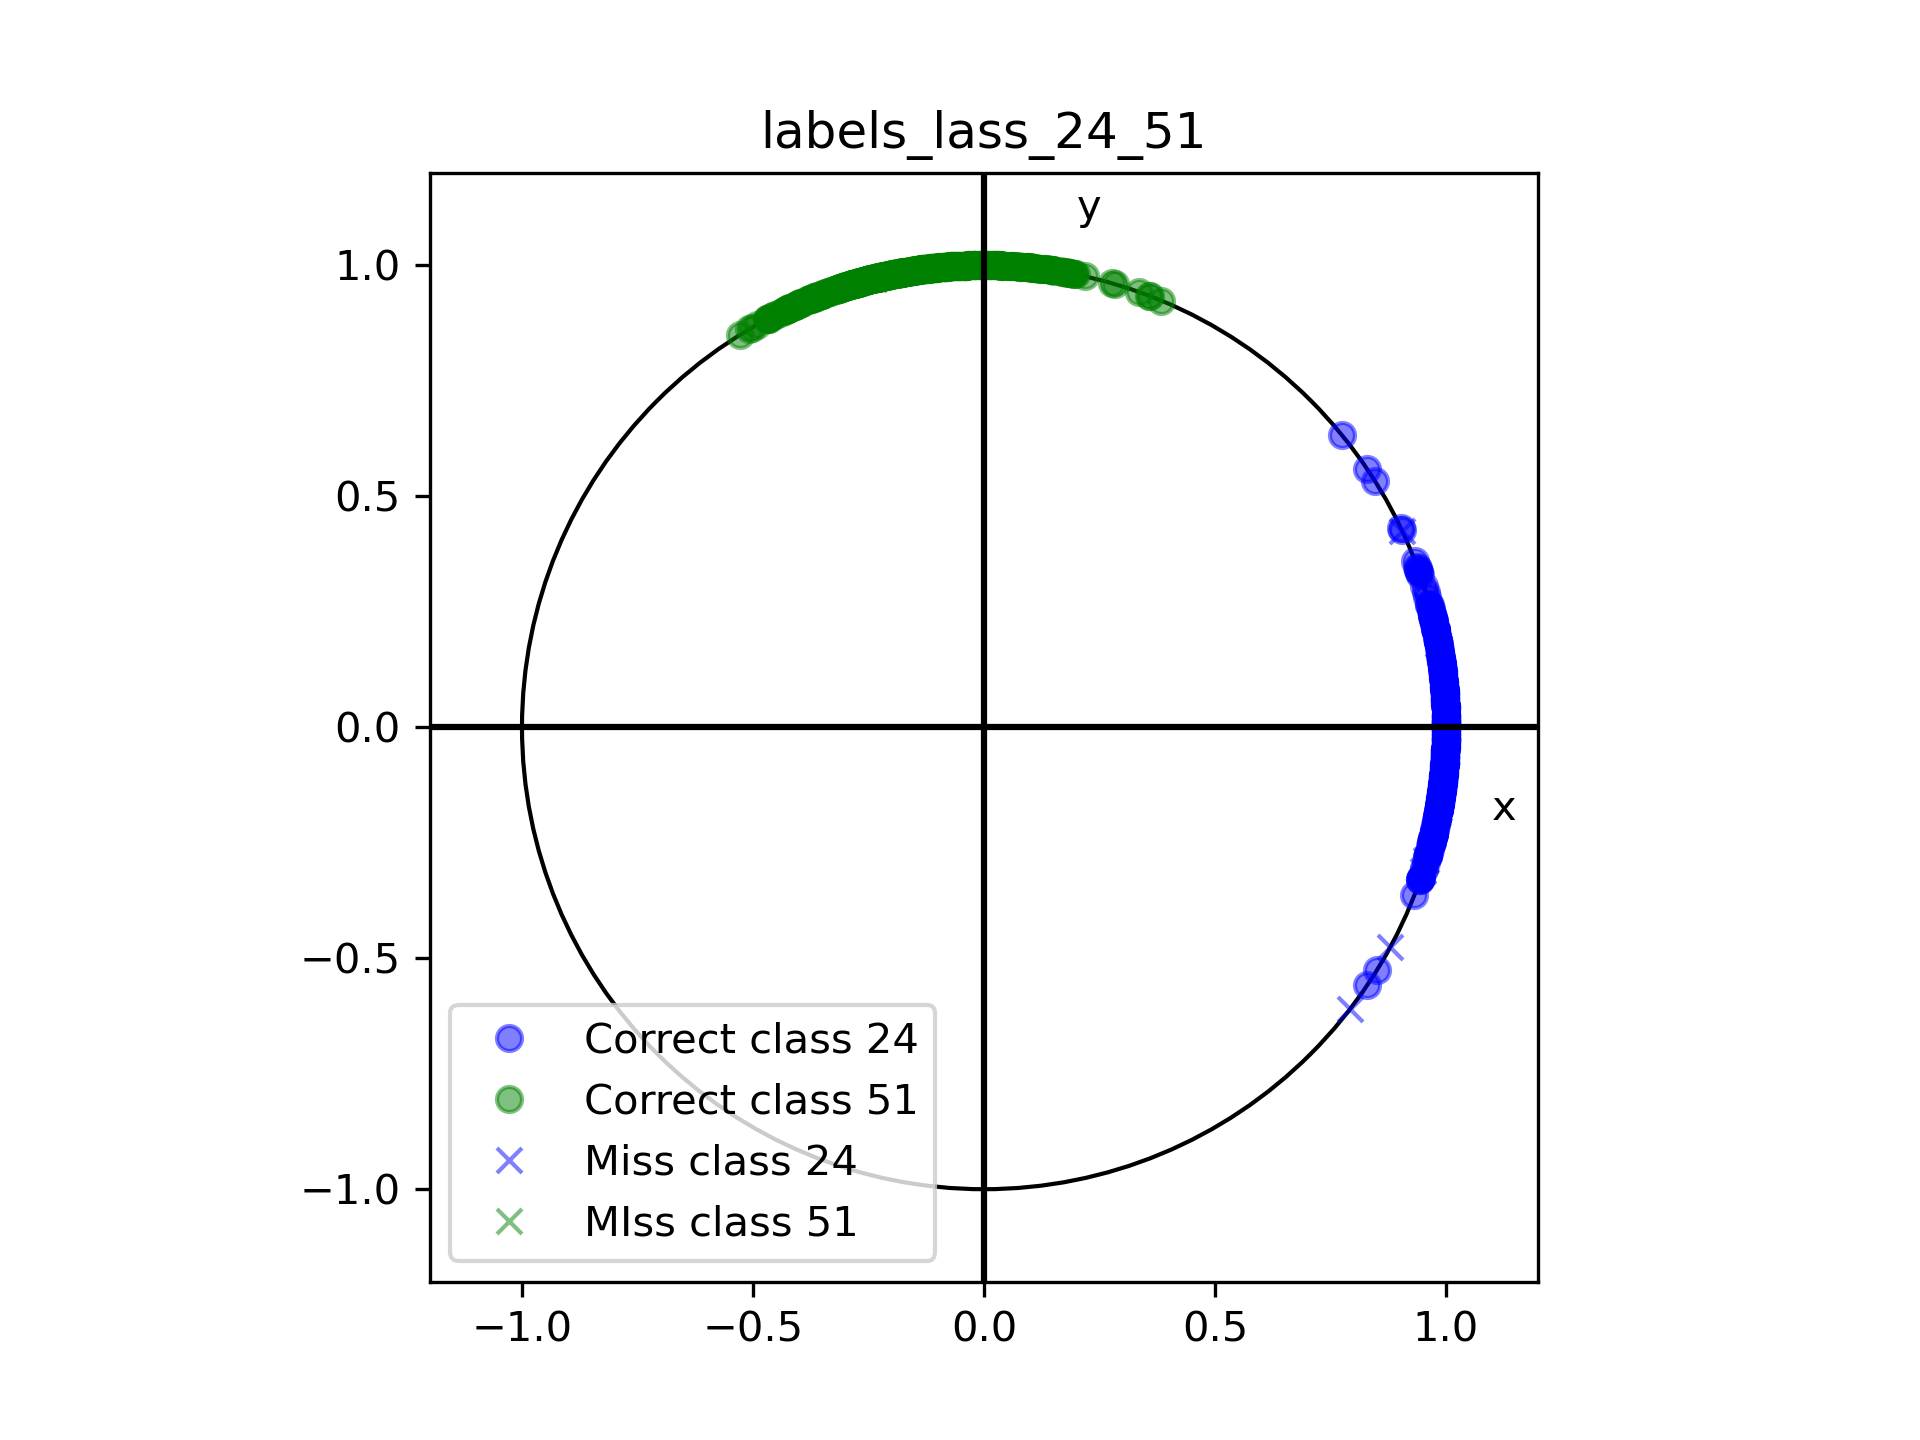 labels_lass_24_51
y
1.0
0.5
0.0
−0.5
−1.0
x
Correct class 24
Correct class 51
Miss class 24
MIss class 51
−1.0 −0.5 0.0 0.5 1.0